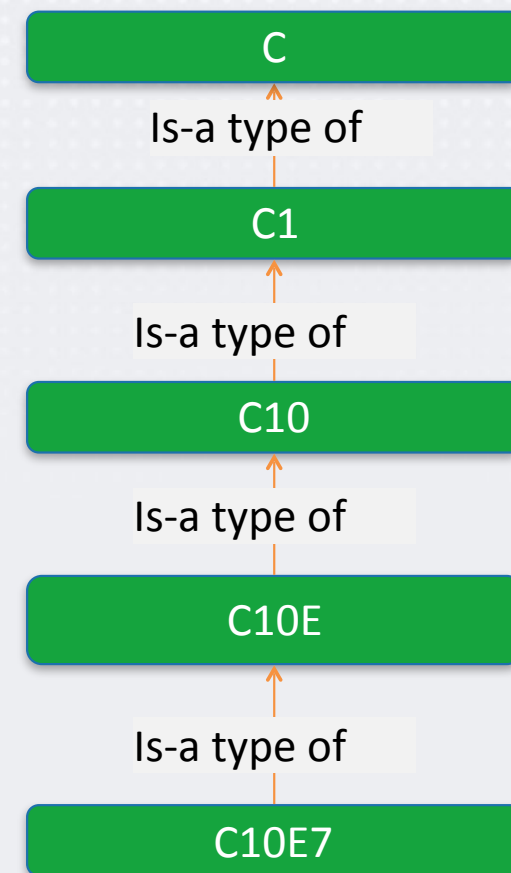 C
Is-a type of
C1
Is-a type of
C10
Is-a type of
C10E
Is-a type of
C10E7